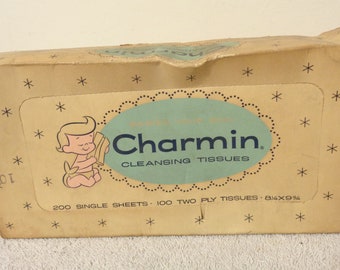 Charmin®
CLEANSING TISSUES
200 SINGLE SHEETS - 100 TWO PLY TISSUES - 8¼x9¾